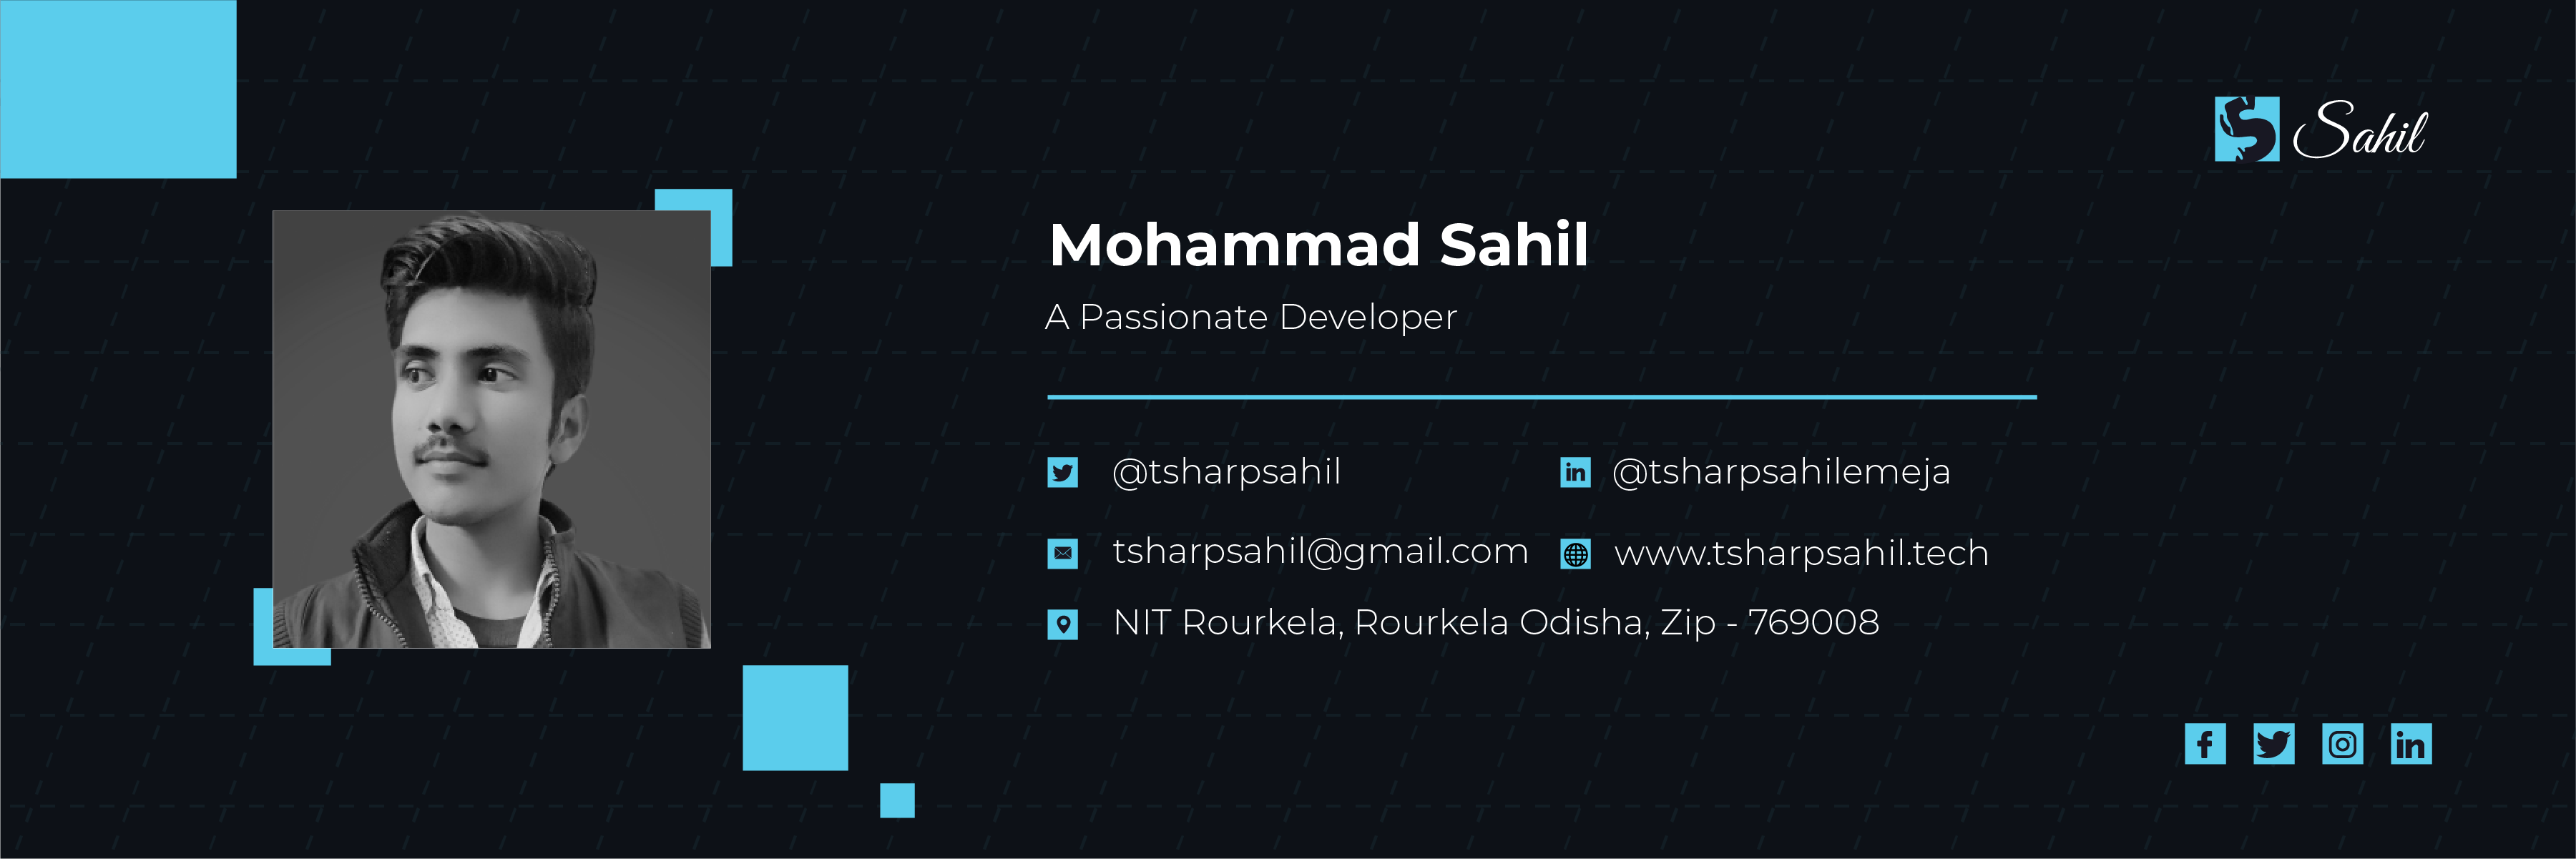 Sahil
Mohammad Sahil
A Passionate Developer
@tsharpsahil
@tsharpsahilemeja
tsharpsahil@gmail.com
www.tsharpsahil.tech
NIT Rourkela, Rourkela Odisha, Zip - 769008